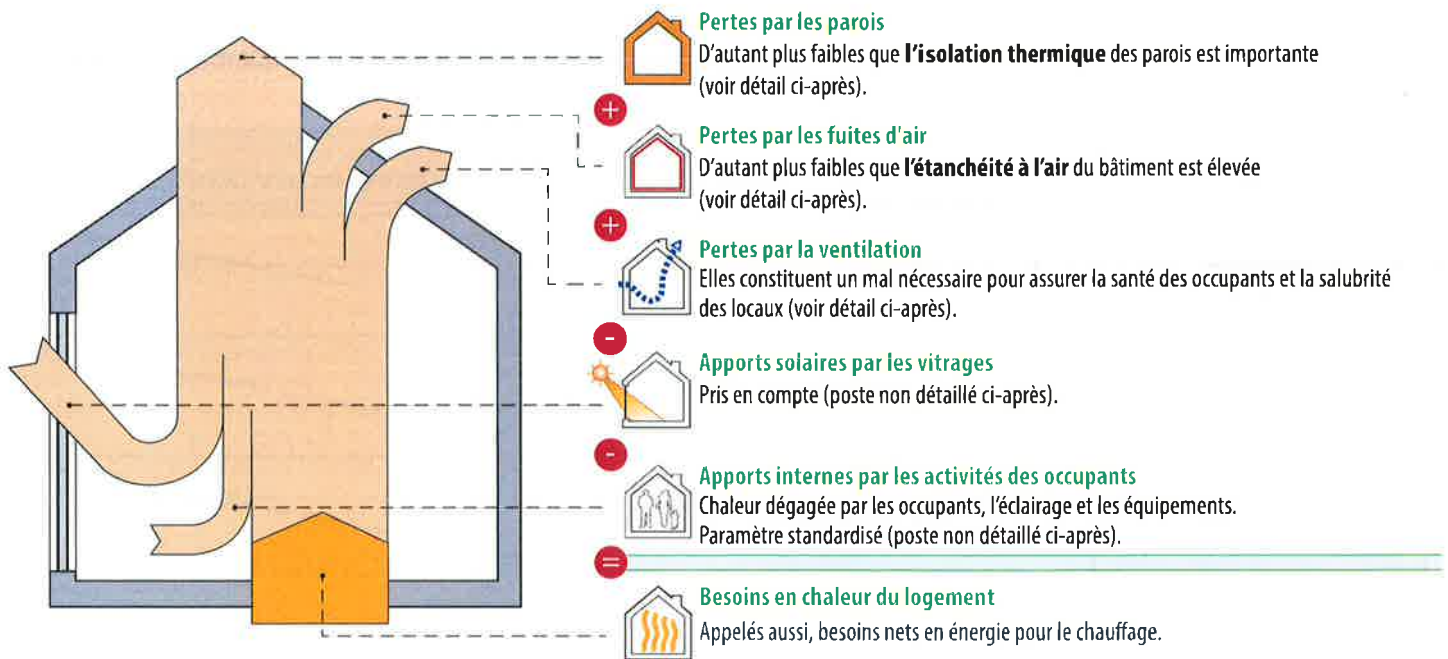 Pertes par les parois
D'autant plus faibles que l'isolation thermique des parois est importante
(voir détail ci-après).
+
Pertes par les fuites d'air
D'autant plus faibles que l'étanchéité à l'air du bâtiment est élevée
(voir détail ci-après).
+
Pertes par la ventilation
Elles constituent un mal nécessaire pour assurer la santé des occupants et la salubrité
des locaux (voir détail ci-après).
-
Apports solaires par les vitrages
Pris en compte (poste non détaillé ci-après).
-
Apports internes par les activités des occupants
Chaleur dégagée par les occupants, l'éclairage et les équipements.
Paramètre standardisé (poste non détaillé ci-après).
=
Besoins en chaleur du logement
Appelés aussi, besoins nets en énergie pour le chauffage.